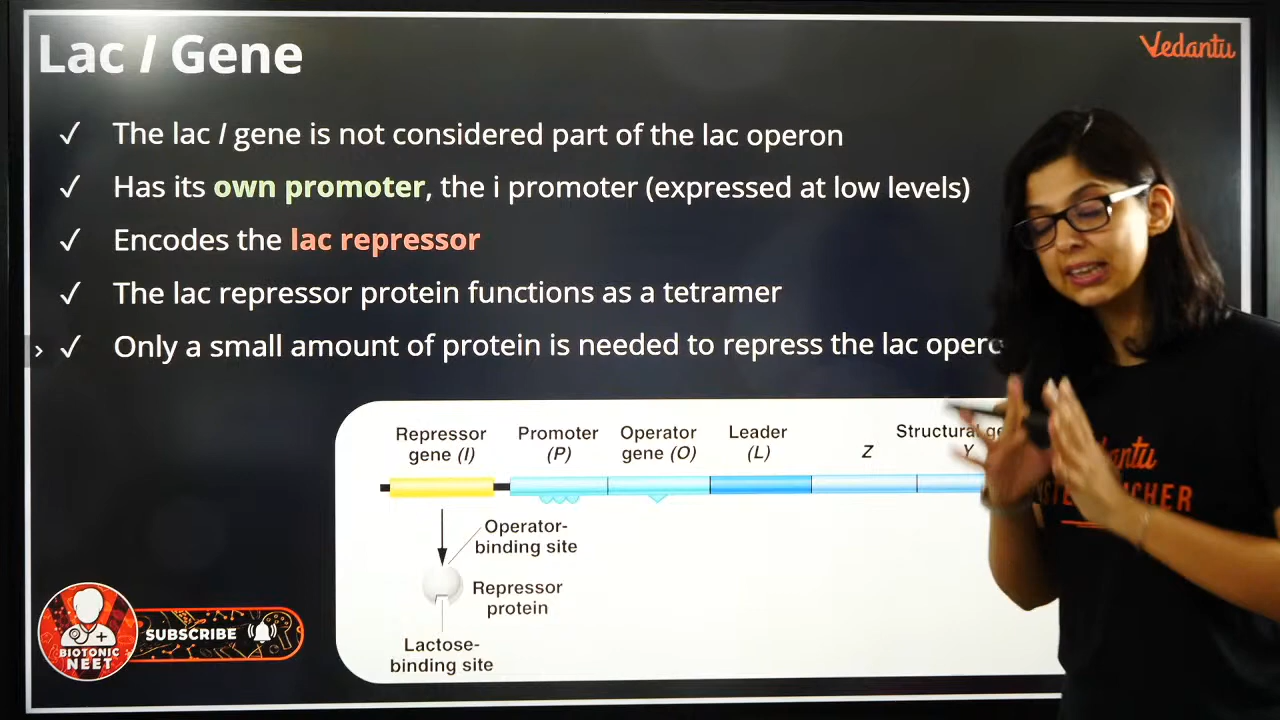 Lac I Gene
Vedantu
✓ The lac I gene is not considered part of the lac operon
✓ Has its own promoter, the i promoter (expressed at low levels)
✓ Encodes the lac repressor
✓ The lac repressor protein functions as a tetramer
› ✓ Only a small amount of protein is needed to repress the lac
Repressor
gene (I)
Promoter
(P)
Operator
gene (O)
Leader
(L)
Structural
Z
Y
Operator-
binding site
Repressor
protein
Lactose-
binding site
BIOTONIC
NEET
SUBSCRIBE